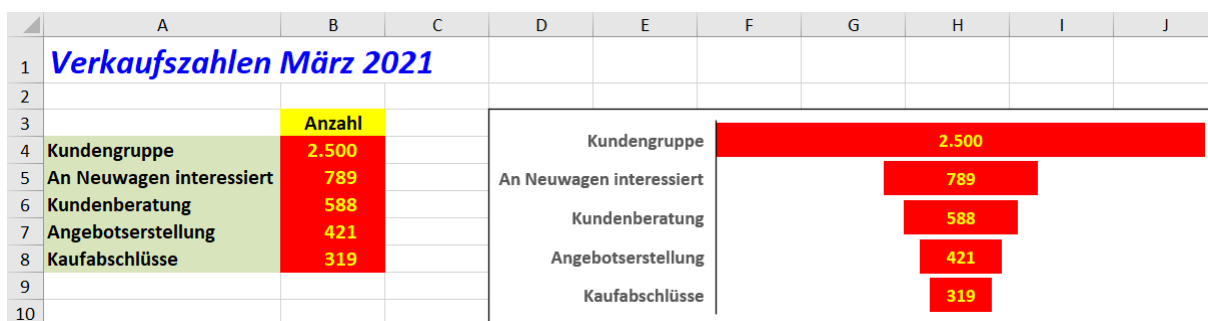 A B C D E F G H I J
1 Verkaufszahlen März 2021
2
3 Anzahl
4 Kundengruppe 2.500
5 An Neuwagen interessiert 789
6 Kundenberatung 588
7 Angebotserstellung 421
8 Kaufabschlüsse 319
9
10
Kundengruppe 2.500
An Neuwagen interessiert 789
Kundenberatung 588
Angebotserstellung 421
Kaufabschlüsse 319